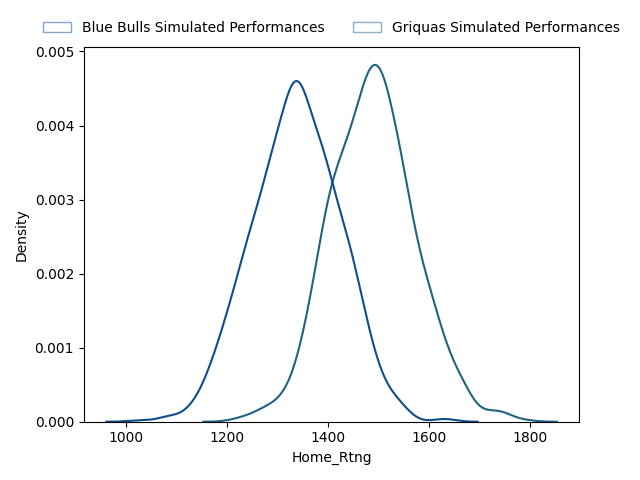 Blue Bulls Simulated Performances Griquas Simulated Performances
0.005
0.004
0.003
0.002
0.001
0.000
Density
1000 1200 1400 1600 1800
Home_Rtng